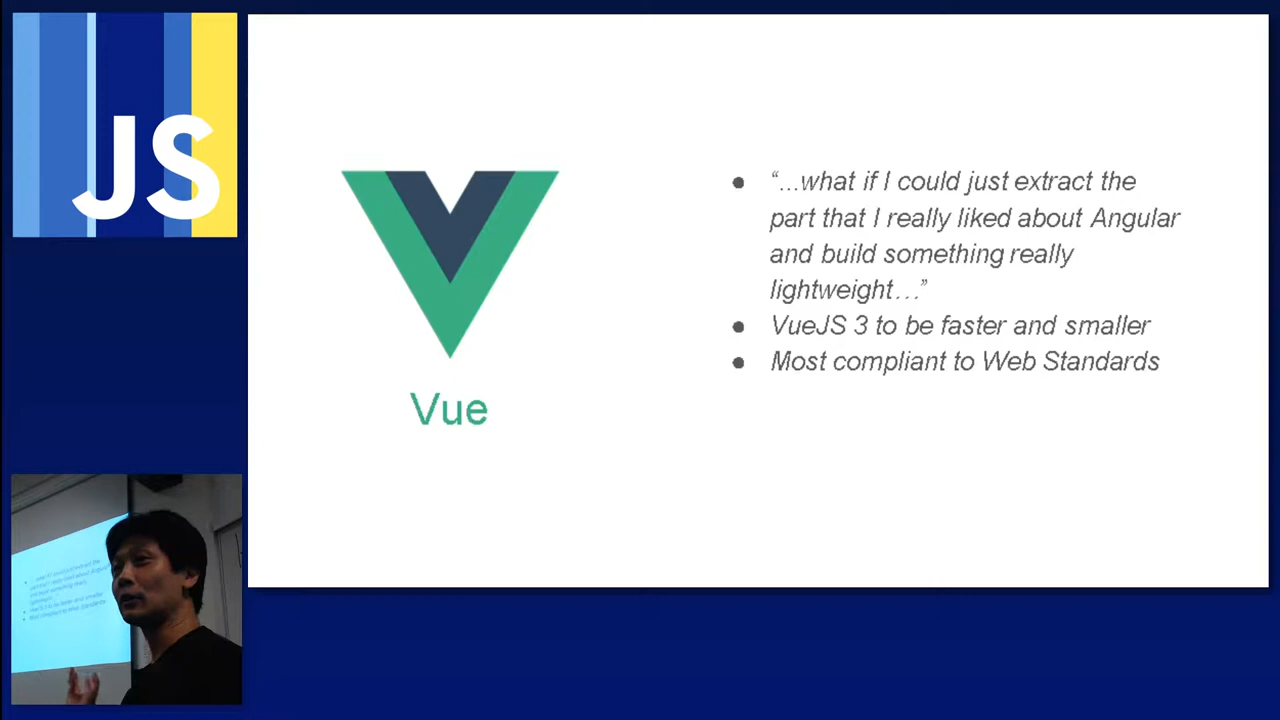 JS
“…what if I could just extract the
part that I really liked about Angular
and build something really
lightweight…”
VueJS 3 to be faster and smaller
Most compliant to Web Standards
Vue